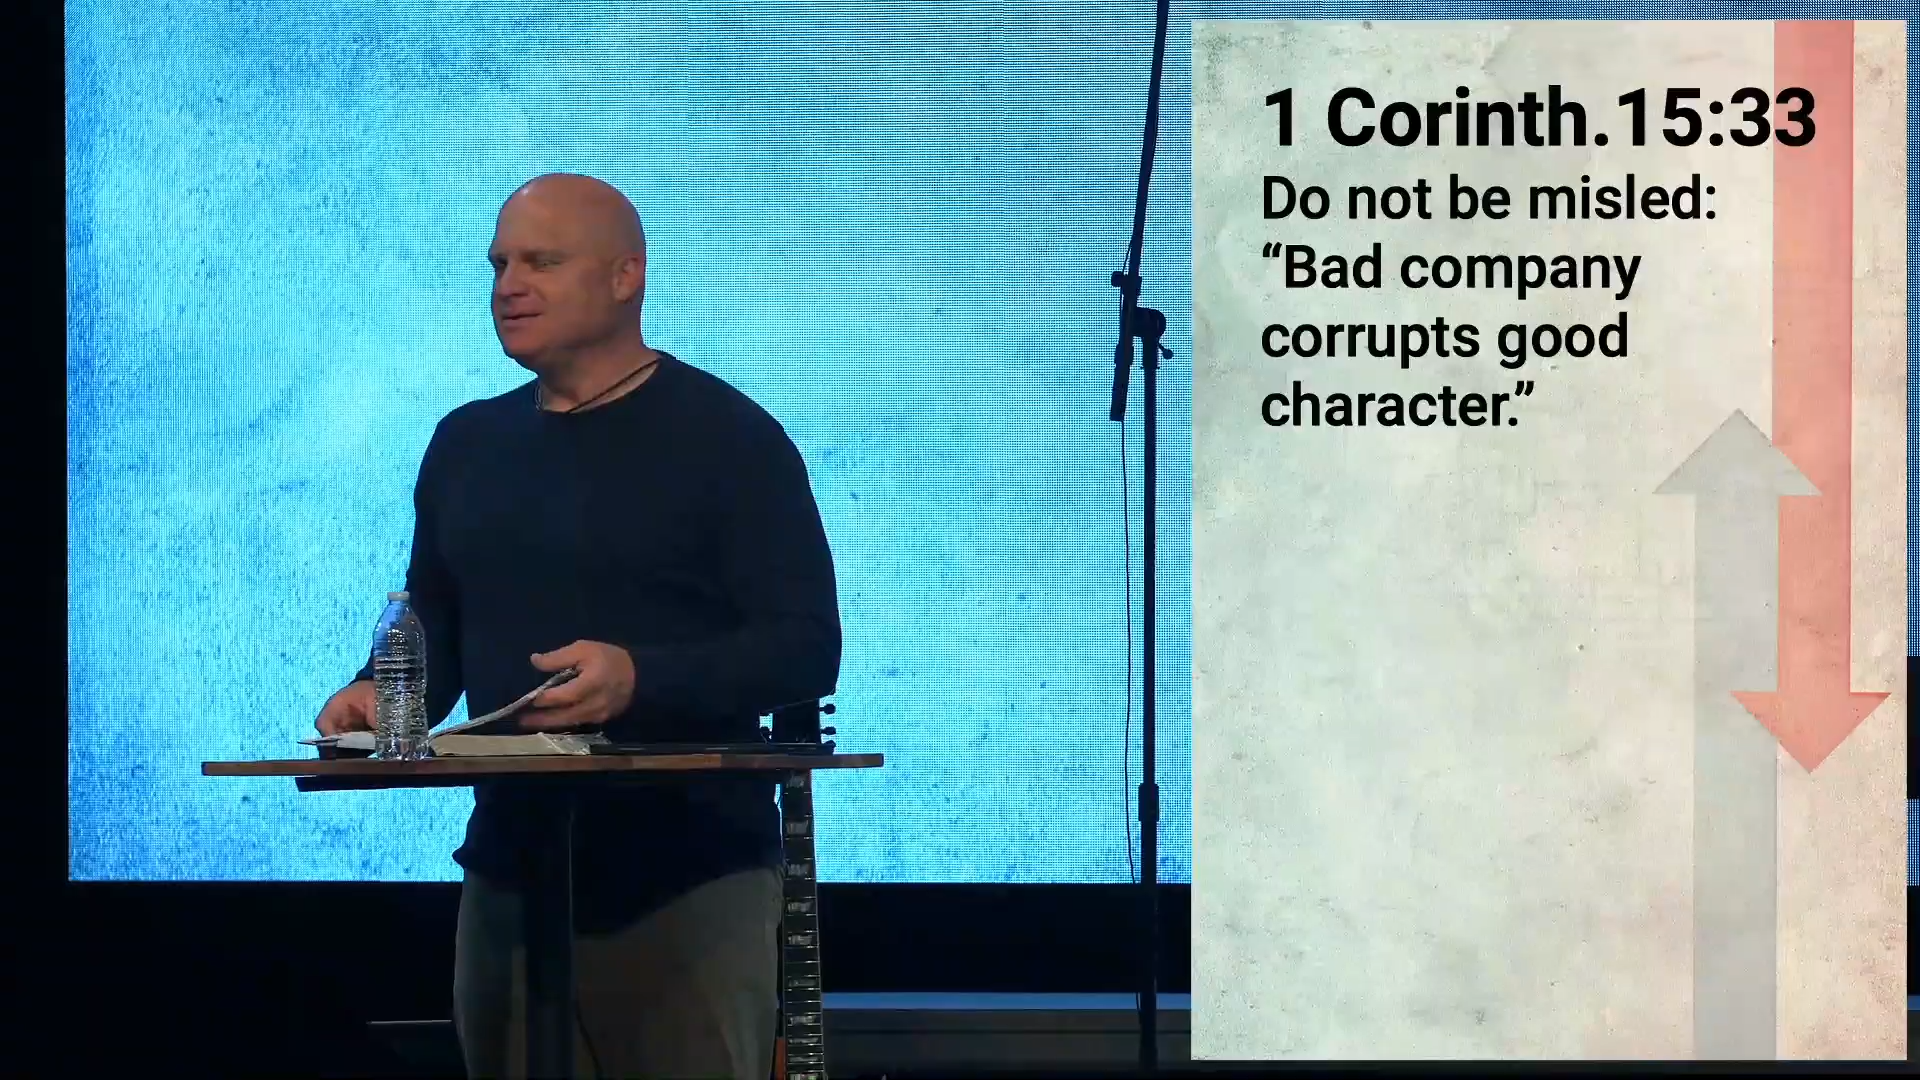 1 Corinth.15:33
Do not be misled:
“Bad company
corrupts good
character.”